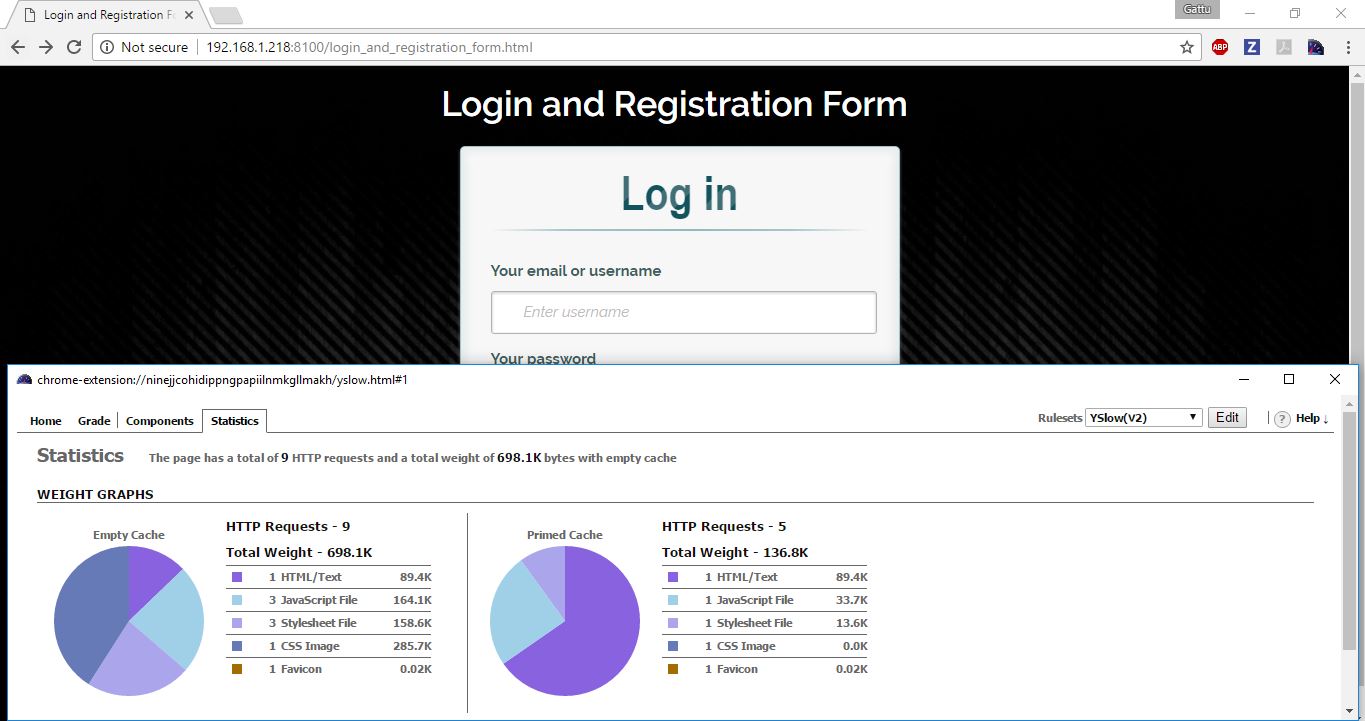 Login and Registration Fo
Gattu
Not secure 192.168.1.218:8100/login_and_registration_form.html
ABP
Z
Login and Registration Form
Log in
Your email or username
Enter username
Your password
chrome-extension://ninejjcohidippngpapiilnmkgllmakh/yslow.html#1
Home Grade Components Statistics Rulesets YSlow(V2) Edit ? Help ↓
Statistics The page has a total of 9 HTTP requests and a total weight of 698.1K bytes with empty cache
WEIGHT GRAPHS
Empty Cache
HTTP Requests - 9
Total Weight - 698.1K
1 HTML/Text 89.4K
3 JavaScript File 164.1K
3 Stylesheet File 158.6K
1 CSS Image 285.7K
1 Favicon 0.02K
Primed Cache
HTTP Requests - 5
Total Weight - 136.8K
1 HTML/Text 89.4K
1 JavaScript File 33.7K
1 Stylesheet File 13.6K
1 CSS Image 0.0K
1 Favicon 0.02K